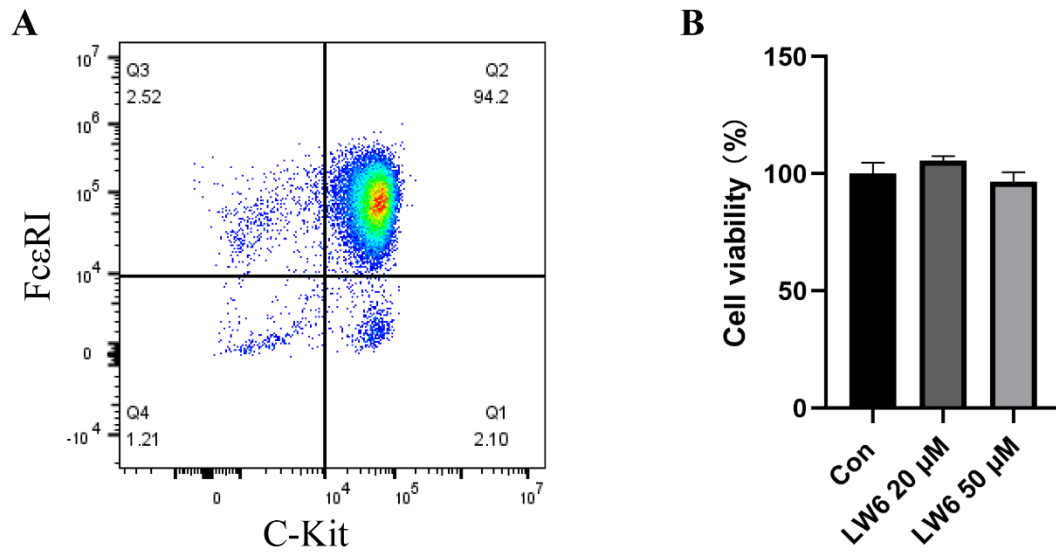 A
FcεRI
10⁷
10⁶
10⁵
10⁴
0
-10⁴
Q3
2.52
Q2
94.2
Q4
1.21
Q1
2.10
0
10⁴
10⁵
10⁷
C-Kit
B
Cell viability (%)
150
100
50
0
Con
LW6 20 μM
LW6 50 μM